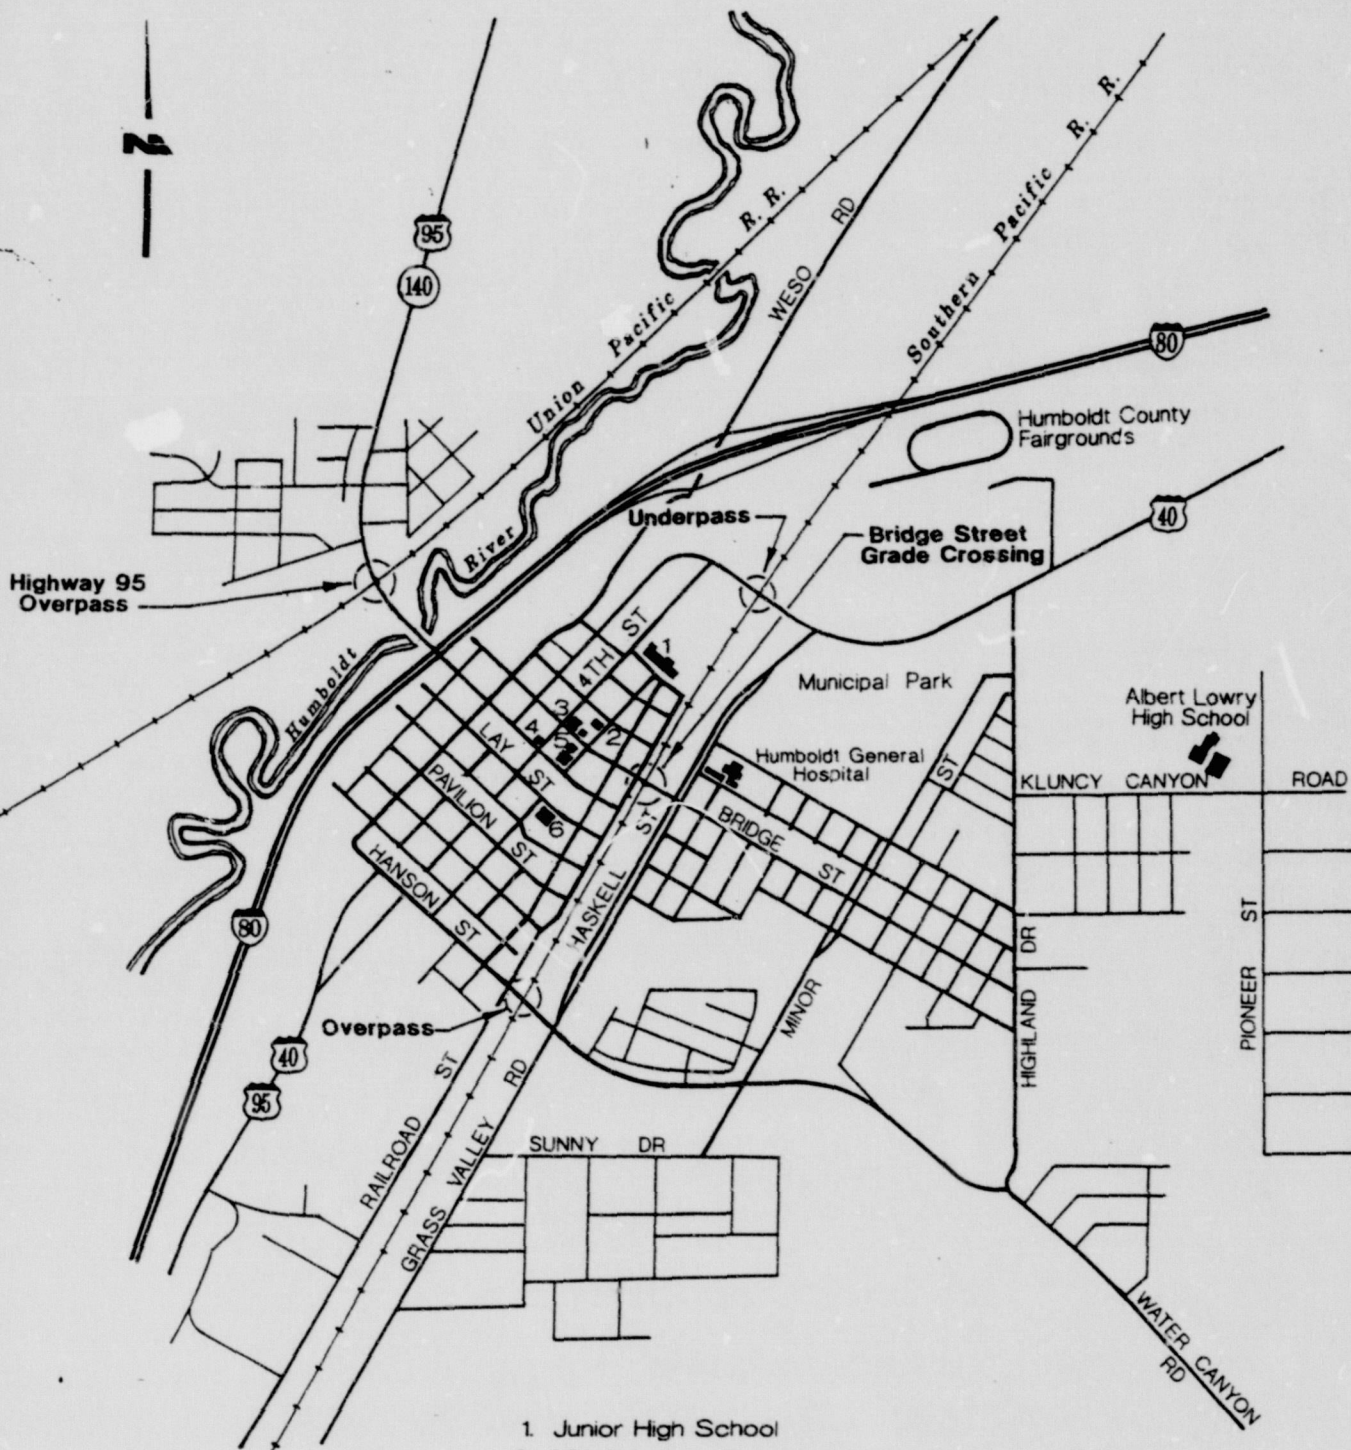 N
95
140
Union Pacific R. R.
WESO RD
Southern Pacific R. R.
80
Humboldt County
Fairgrounds
40
Underpass
Bridge Street
Grade Crossing
Highway 95
Overpass
Humboldt River
4TH ST
1
2
3
4
5
6
LAY ST
PAVILION ST
HANSON ST
Municipal Park
Humboldt General
Hospital
Albert Lowry
High School
KLUNCY CANYON ROAD
BRIDGE ST
HASKELL ST
MINOR ST
HIGHLAND DR
PIONEER ST
80
40
95
Overpass
RAILROAD ST
GRASS VALLEY RD
SUNNY DR
WATER CANYON
RD
1. Junior High School